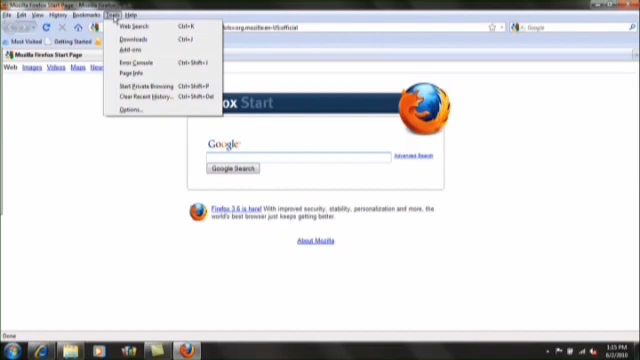 Mozilla Firefox Start Page - Mozilla Firefox
File Edit View History Bookmarks Tools Help
Most Visited Getting Started
Mozilla Firefox Start Page
Web Images Videos Maps
Web Search Ctrl+K
Downloads Ctrl+J
Add-ons
Error Console Ctrl+Shift+J
Page Info
Start Private Browsing Ctrl+Shift+P
Clear Recent History... Ctrl+Shift+Del
Options...
Google
ox Start
Google
Advanced Search
Google Search
Firefox 3.6 is here! With improved security, stability, personalization and more, the
world's best browser just keeps getting better.
About Mozilla
Done
1:15 PM
6/2/2010